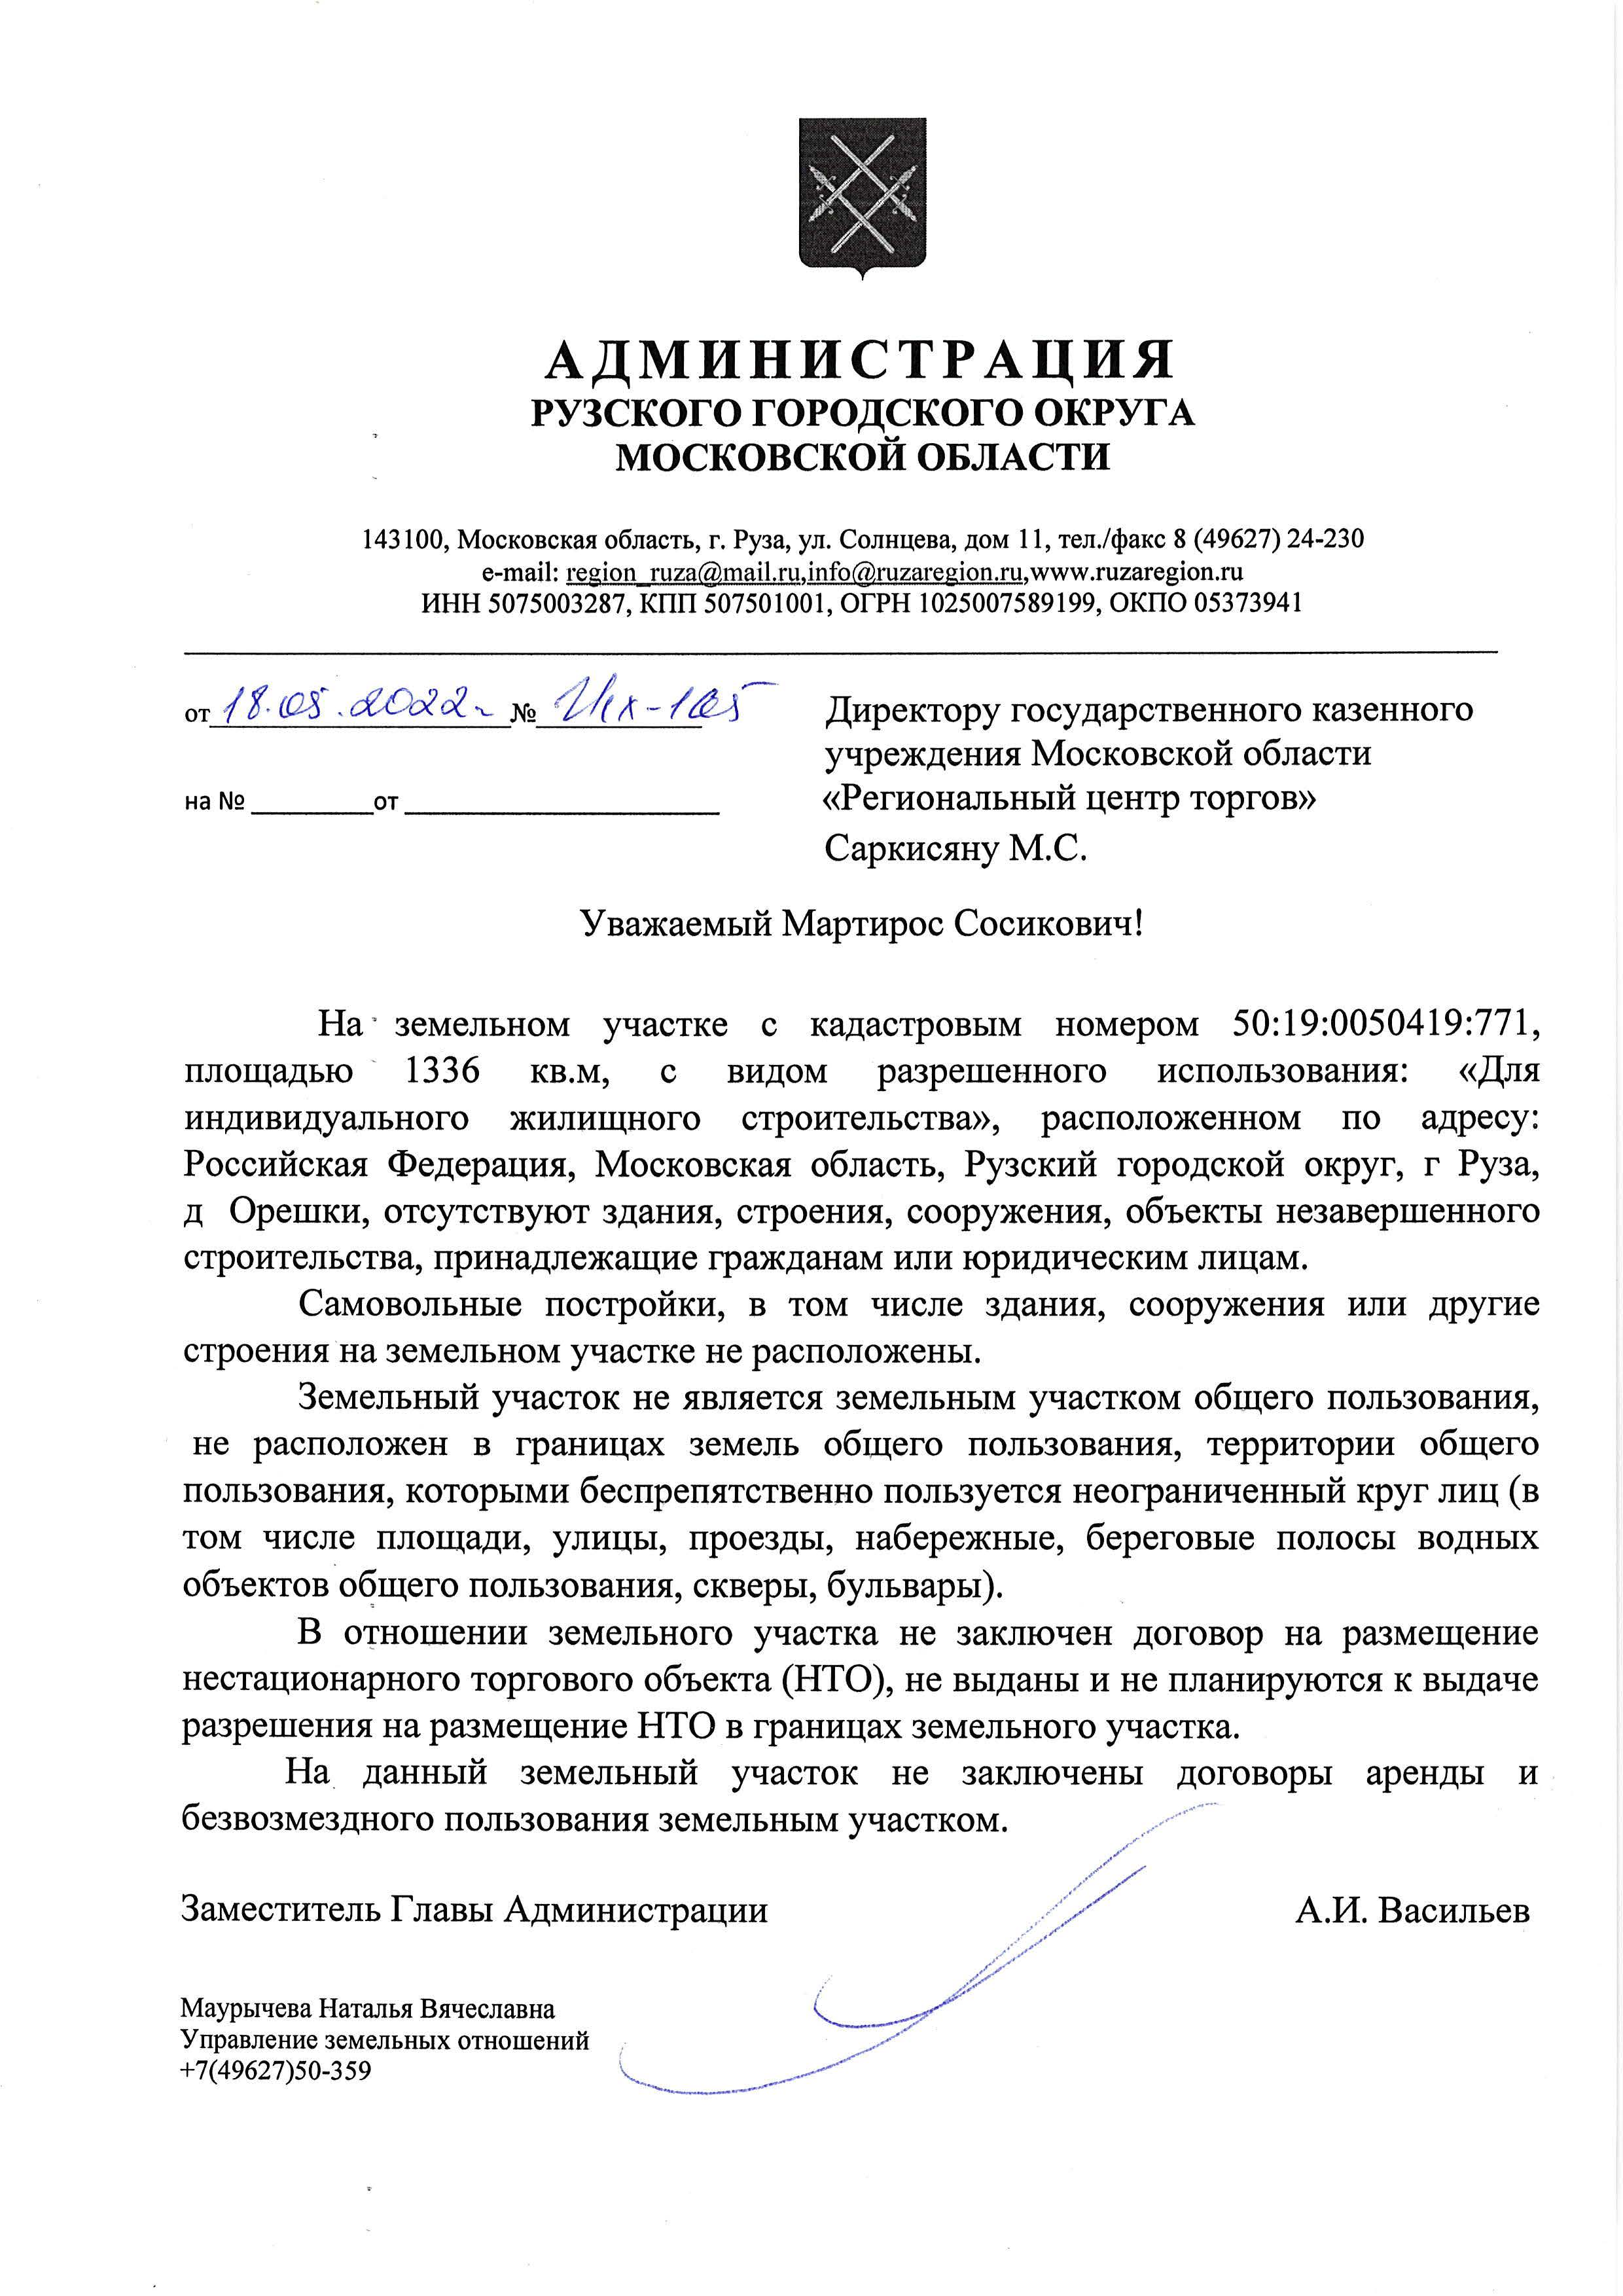 АДМИНИСТРАЦИЯ
РУЗСКОГО ГОРОДСКОГО ОКРУГА
МОСКОВСКОЙ ОБЛАСТИ
143100, Московская область, г. Руза, ул. Солнцева, дом 11, тел./факс 8 (49627) 24-230
e-mail: region_ruza@mail.ru,info@ruzaregion.ru,www.ruzaregion.ru
ИНН 5075003287, КПП 507501001, ОГРН 1025007589199, ОКПО 05373941
от 18.05.2022г № Исх-105
на № ________ от ________
Директору государственного казенного
учреждения Московской области
«Региональный центр торгов»
Саркисяну М.С.
Уважаемый Мартирос Сосикович!
На земельном участке с кадастровым номером 50:19:0050419:771,
площадью 1336 кв.м, с видом разрешенного использования: «Для
индивидуального жилищного строительства», расположенном по адресу:
Российская Федерация, Московская область, Рузский городской округ, г Руза,
д Орешки, отсутствуют здания, строения, сооружения, объекты незавершенного
строительства, принадлежащие гражданам или юридическим лицам.
Самовольные постройки, в том числе здания, сооружения или другие
строения на земельном участке не расположены.
Земельный участок не является земельным участком общего пользования,
не расположен в границах земель общего пользования, территории общего
пользования, которыми беспрепятственно пользуется неограниченный круг лиц (в
том числе площади, улицы, проезды, набережные, береговые полосы водных
объектов общего пользования, скверы, бульвары).
В отношении земельного участка не заключен договор на размещение
нестационарного торгового объекта (НТО), не выданы и не планируются к выдаче
разрешения на размещение НТО в границах земельного участка.
На данный земельный участок не заключены договоры аренды и
безвозмездного пользования земельным участком.
Заместитель Главы Администрации А.И. Васильев
Маурычева Наталья Вячеславна
Управление земельных отношений
+7(49627)50-359